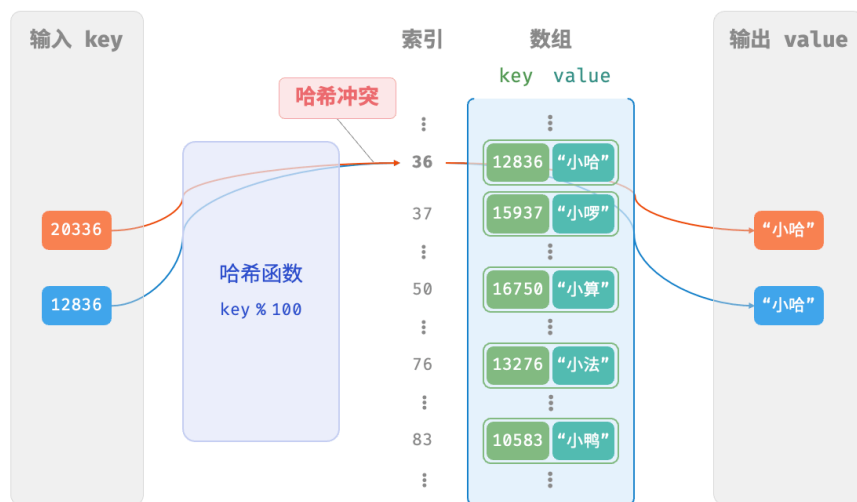 输入 key
索引
数组
输出 value
key value
哈希冲突
36
12836 “小哈”
37
15937 “小啰”
20336
“小哈”
哈希函数
key % 100
50
16750 “小算”
12836
“小哈”
76
13276 “小法”
83
10583 “小鸭”